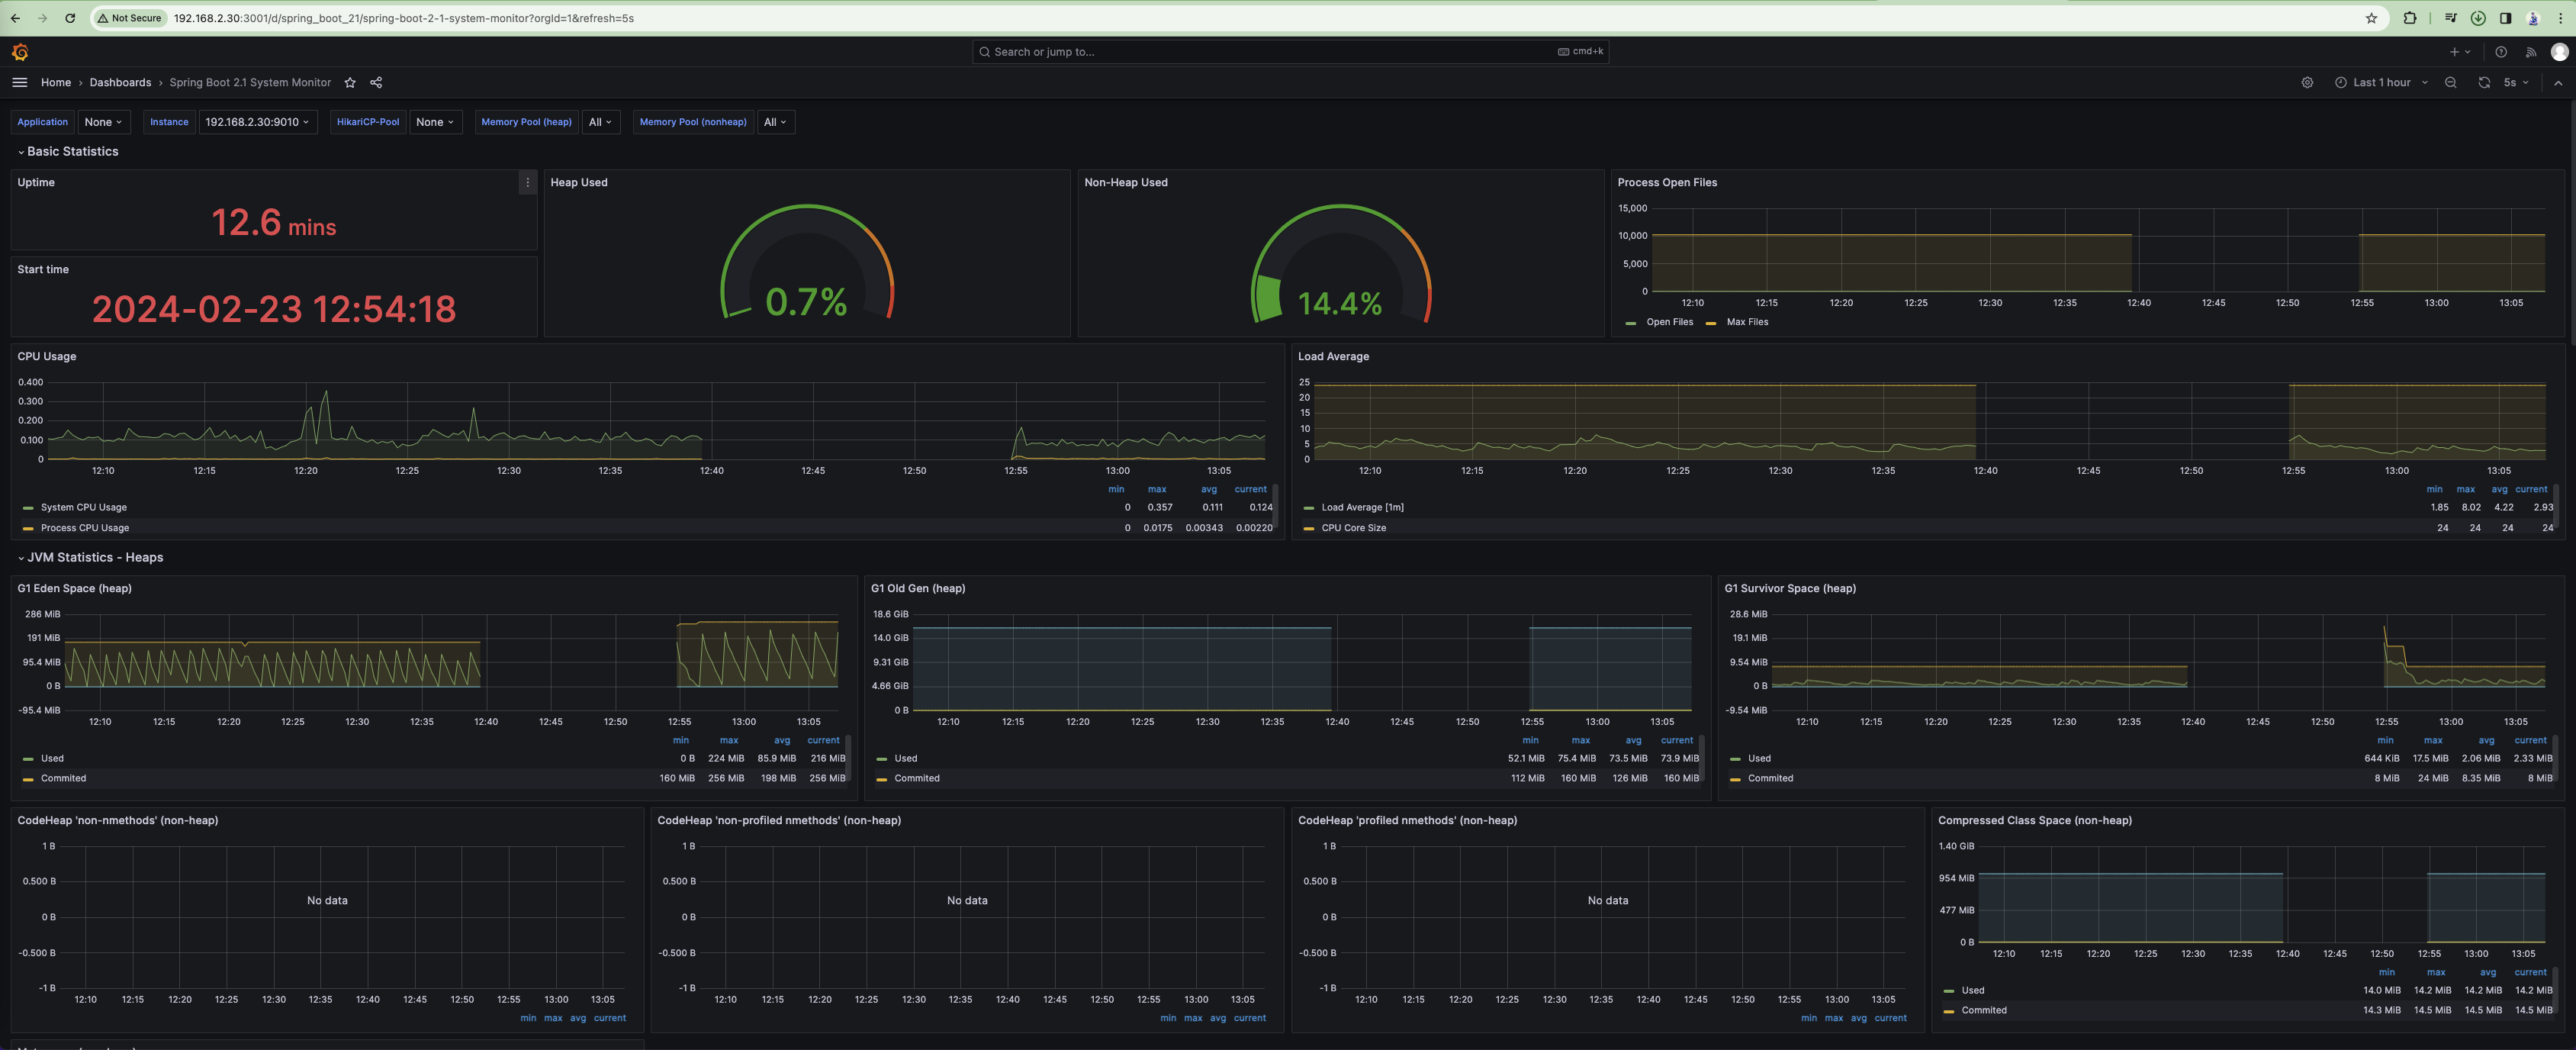 Not Secure 192.168.2.30:3001/d/spring_boot_21/spring-boot-2-1-system-monitor?orgId=1&refresh=5s
Search or jump to... cmd+k
Home › Dashboards › Spring Boot 2.1 System Monitor
Last 1 hour 5s
Application None Instance 192.168.2.30:9010 HikariCP-Pool None Memory Pool (heap) All Memory Pool (nonheap) All
Basic Statistics
Uptime
12.6 mins
Start time
2024-02-23 12:54:18
Heap Used
0.7%
Non-Heap Used
14.4%
Process Open Files
15,000
10,000
5,000
0
12:10 12:15 12:20 12:25 12:30 12:35 12:40 12:45 12:50 12:55 13:00 13:05
Open Files Max Files
CPU Usage
0.400
0.300
0.200
0.100
0
12:10 12:15 12:20 12:25 12:30 12:35 12:40 12:45 12:50 12:55 13:00 13:05
min max avg current
System CPU Usage 0 0.357 0.111 0.124
Process CPU Usage 0 0.0175 0.00343 0.00220
Load Average
25
20
15
10
5
0
12:10 12:15 12:20 12:25 12:30 12:35 12:40 12:45 12:50 12:55 13:00 13:05
min max avg current
Load Average [1m] 1.85 8.02 4.22 2.93
CPU Core Size 24 24 24 24
JVM Statistics - Heaps
G1 Eden Space (heap)
286 MiB
191 MiB
95.4 MiB
0 B
-95.4 MiB
12:10 12:15 12:20 12:25 12:30 12:35 12:40 12:45 12:50 12:55 13:00 13:05
min max avg current
Used 0 B 224 MiB 85.9 MiB 216 MiB
Commited 160 MiB 256 MiB 198 MiB 256 MiB
G1 Old Gen (heap)
18.6 GiB
14.0 GiB
9.31 GiB
4.66 GiB
0 B
12:10 12:15 12:20 12:25 12:30 12:35 12:40 12:45 12:50 12:55 13:00 13:05
min max avg current
Used 52.1 MiB 75.4 MiB 73.5 MiB 73.9 MiB
Commited 112 MiB 160 MiB 126 MiB 160 MiB
G1 Survivor Space (heap)
28.6 MiB
19.1 MiB
9.54 MiB
0 B
-9.54 MiB
12:10 12:15 12:20 12:25 12:30 12:35 12:40 12:45 12:50 12:55 13:00 13:05
min max avg current
Used 644 KiB 17.5 MiB 2.06 MiB 2.33 MiB
Commited 8 MiB 24 MiB 8.35 MiB 8 MiB
CodeHeap 'non-nmethods' (non-heap)
1 B
0.500 B
0 B
-0.500 B
-1 B
No data
12:10 12:15 12:20 12:25 12:30 12:35 12:40 12:45 12:50 12:55 13:00 13:05
min max avg current
CodeHeap 'non-profiled nmethods' (non-heap)
1 B
0.500 B
0 B
-0.500 B
-1 B
No data
12:10 12:15 12:20 12:25 12:30 12:35 12:40 12:45 12:50 12:55 13:00 13:05
min max avg current
CodeHeap 'profiled nmethods' (non-heap)
1 B
0.500 B
0 B
-0.500 B
-1 B
No data
12:10 12:15 12:20 12:25 12:30 12:35 12:40 12:45 12:50 12:55 13:00 13:05
min max avg current
Compressed Class Space (non-heap)
1.40 GiB
954 MiB
477 MiB
0 B
12:10 12:15 12:20 12:25 12:30 12:35 12:40 12:45 12:50 12:55 13:00 13:05
min max avg current
Used 14.0 MiB 14.2 MiB 14.2 MiB 14.2 MiB
Commited 14.3 MiB 14.5 MiB 14.5 MiB 14.5 MiB